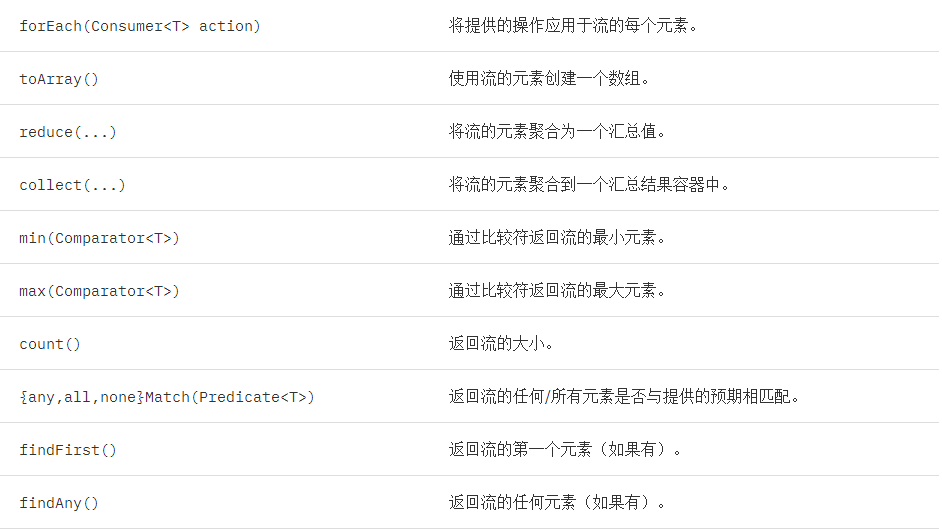 forEach(Consumer<T> action) 将提供的操作应用于流的每个元素。
toArray() 使用流的元素创建一个数组。
reduce(...) 将流的元素聚合为一个汇总值。
collect(...) 将流的元素聚合到一个汇总结果容器中。
min(Comparator<T>) 通过比较符返回流的最小元素。
max(Comparator<T>) 通过比较符返回流的最大元素。
count() 返回流的大小。
{any,all,none}Match(Predicate<T>) 返回流的任何/所有元素是否与提供的预期相匹配。
findFirst() 返回流的第一个元素（如果有）。
findAny() 返回流的任何元素（如果有）。